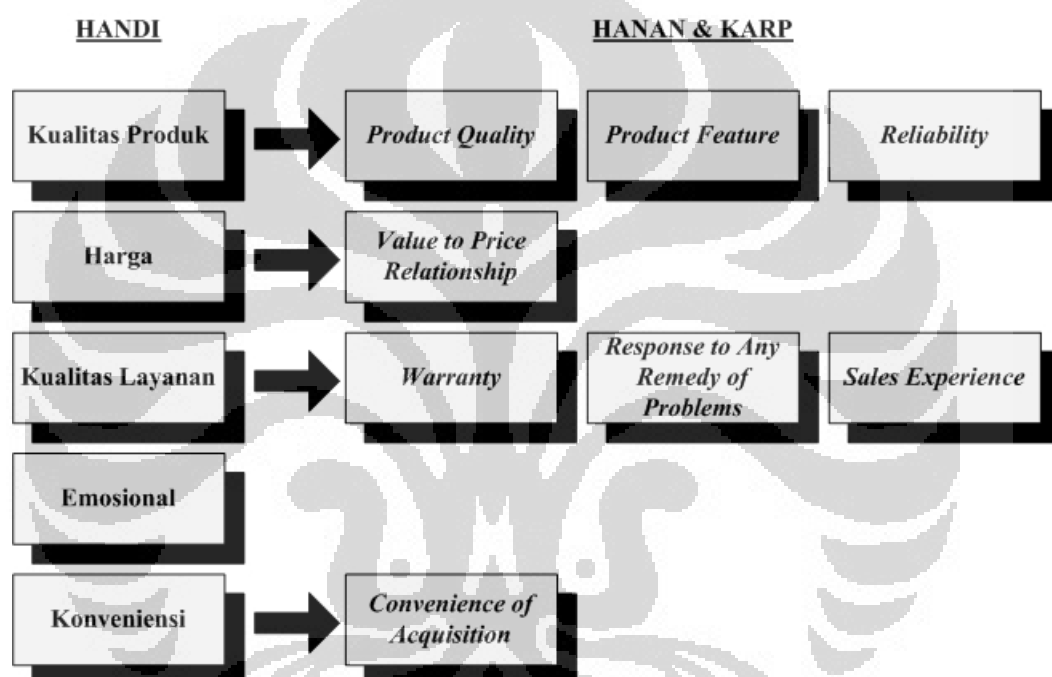 HANDI
HANAN & KARP
Kualitas Produk
Product Quality
Product Feature
Reliability
Harga
Value to Price
Relationship
Kualitas Layanan
Warranty
Response to Any
Remedy of
Problems
Sales Experience
Emosional
Konveniensi
Convenience of
Acquisition